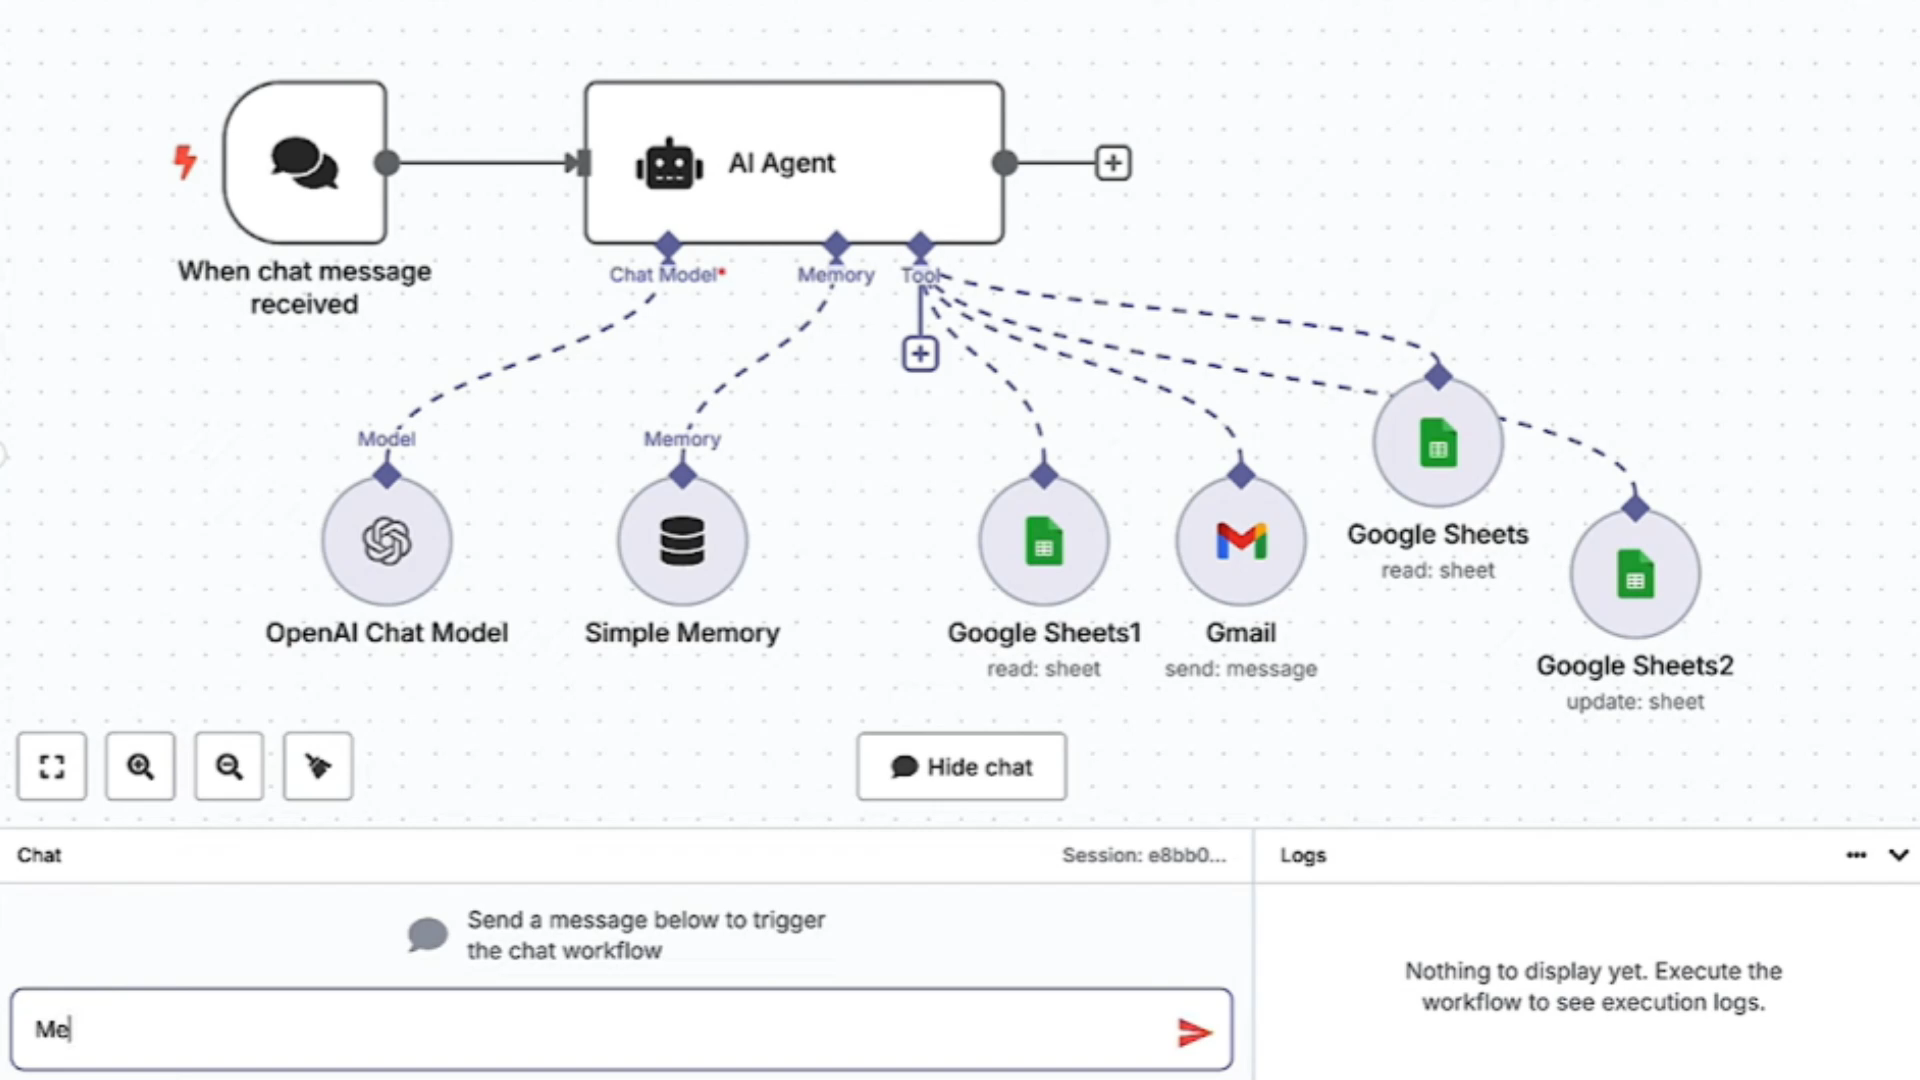 AI Agent
When chat message
received
Chat Model*
Memory
Tool
Model
Memory
OpenAI Chat Model
Simple Memory
Google Sheets1
read: sheet
Gmail
send: message
Google Sheets
read: sheet
Google Sheets2
update: sheet
Hide chat
Chat
Session: e8bb0...
Logs
Send a message below to trigger
the chat workflow
Me
Nothing to display yet. Execute the
workflow to see execution logs.